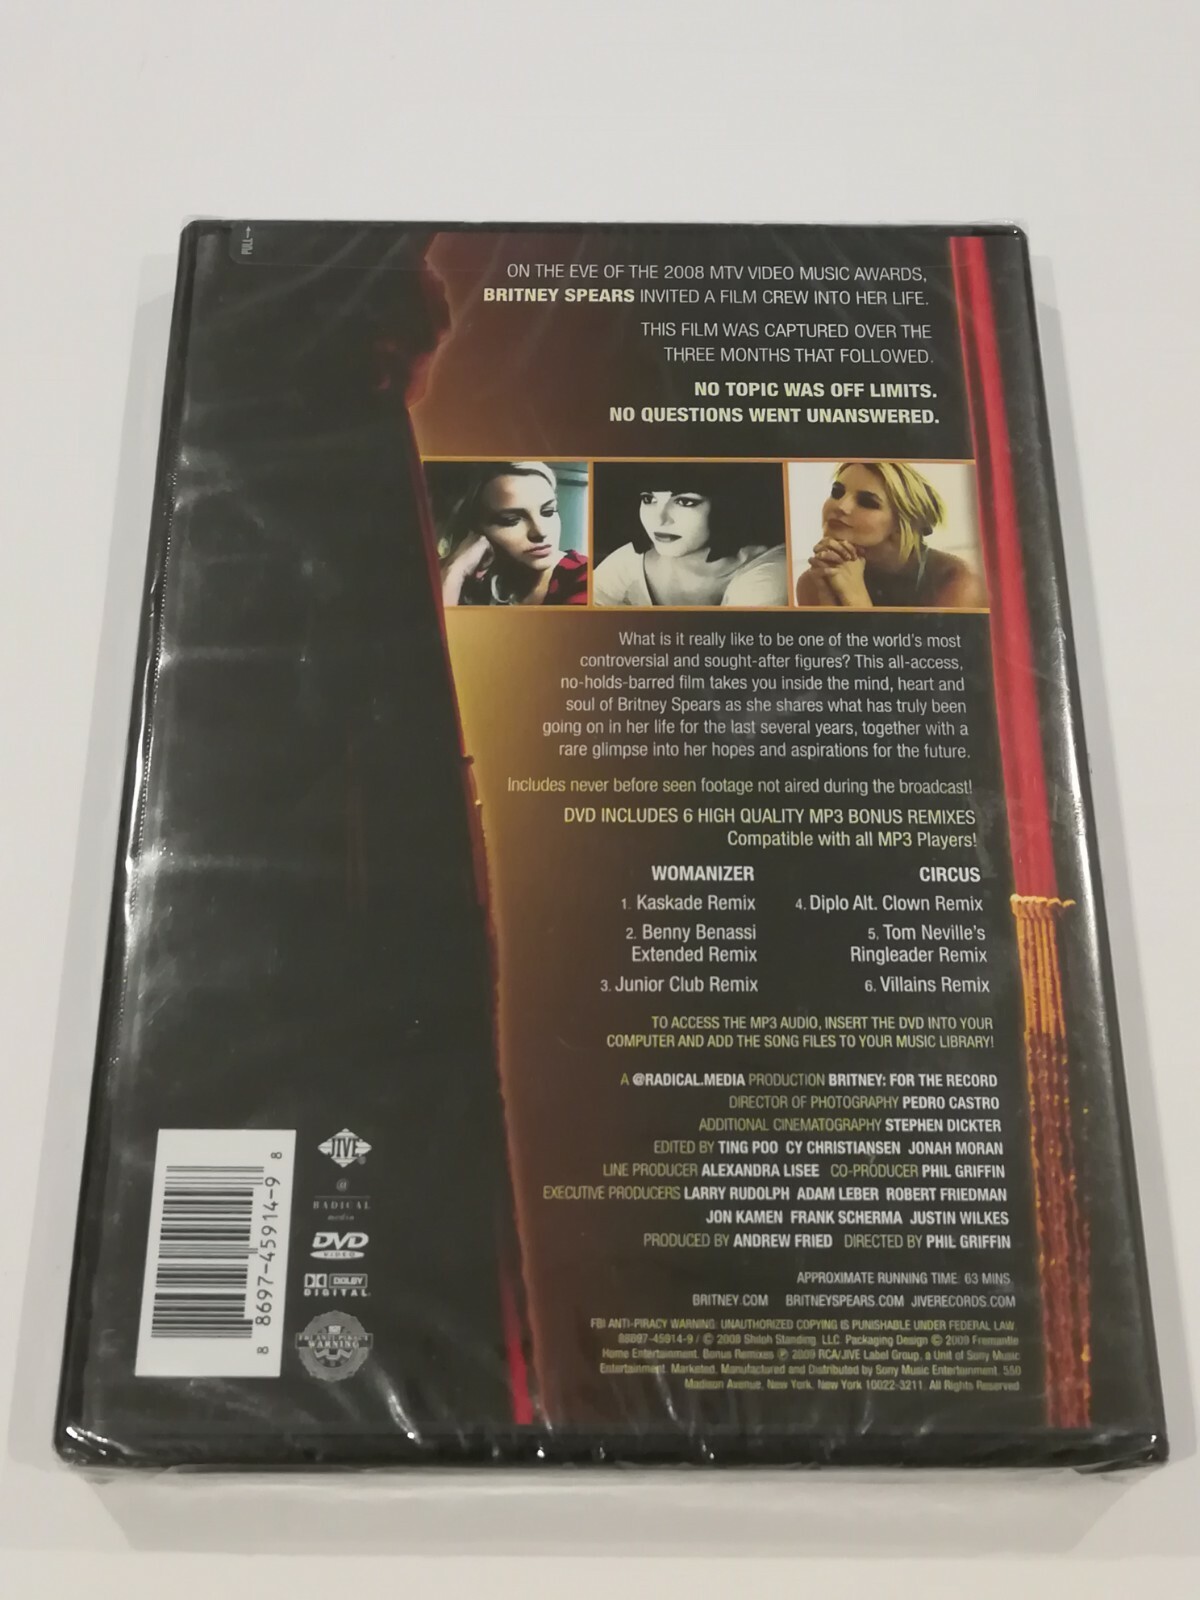 PULL→
ON THE EVE OF THE 2008 MTV VIDEO MUSIC AWARDS,
BRITNEY SPEARS INVITED A FILM CREW INTO HER LIFE.
THIS FILM WAS CAPTURED OVER THE
THREE MONTHS THAT FOLLOWED.
NO TOPIC WAS OFF LIMITS.
NO QUESTIONS WENT UNANSWERED.
What is it really like to be one of the world's most
controversial and sought-after figures? This all-access,
no-holds-barred film takes you inside the mind, heart and
soul of Britney Spears as she shares what has truly been
going on in her life for the last several years, together with a
rare glimpse into her hopes and aspirations for the future.
Includes never before seen footage not aired during the broadcast!
DVD INCLUDES 6 HIGH QUALITY MP3 BONUS REMIXES
Compatible with all MP3 Players!
WOMANIZER
1. Kaskade Remix
2. Benny Benassi
Extended Remix
3. Junior Club Remix
CIRCUS
4. Diplo Alt. Clown Remix
5. Tom Neville's
Ringleader Remix
6. Villains Remix
TO ACCESS THE MP3 AUDIO, INSERT THE DVD INTO YOUR
COMPUTER AND ADD THE SONG FILES TO YOUR MUSIC LIBRARY!
A @RADICAL.MEDIA PRODUCTION BRITNEY: FOR THE RECORD
DIRECTOR OF PHOTOGRAPHY PEDRO CASTRO
ADDITIONAL CINEMATOGRAPHY STEPHEN DICKTER
EDITED BY TING POO CY CHRISTIANSEN JONAH MORAN
LINE PRODUCER ALEXANDRA LISEE CO-PRODUCER PHIL GRIFFIN
EXECUTIVE PRODUCERS LARRY RUDOLPH ADAM LEBER ROBERT FRIEDMAN
JON KAMEN FRANK SCHERMA JUSTIN WILKES
PRODUCED BY ANDREW FRIED DIRECTED BY PHIL GRIFFIN
APPROXIMATE RUNNING TIME: 63 MINS.
BRITNEY.COM BRITNEYSPEARS.COM JIVERECORDS.COM
FBI ANTI-PIRACY WARNING: UNAUTHORIZED COPYING IS PUNISHABLE UNDER FEDERAL LAW.
88697-45914-9 / © 2008 Shiloh Standing, LLC. Packaging Design © 2009 Fremantle
Home Entertainment. Bonus Remixes ℗ 2009 RCA/JIVE Label Group, a Unit of Sony Music
Entertainment. Marketed, Manufactured and Distributed by Sony Music Entertainment, 550
Madison Avenue, New York, New York 10022-3211. All Rights Reserved
8 8697-45914-9 8
JIVE®
@
RADICAL
media
DVD
VIDEO
DOLBY
DIGITAL
FBI ANTI-PIRACY
WARNING